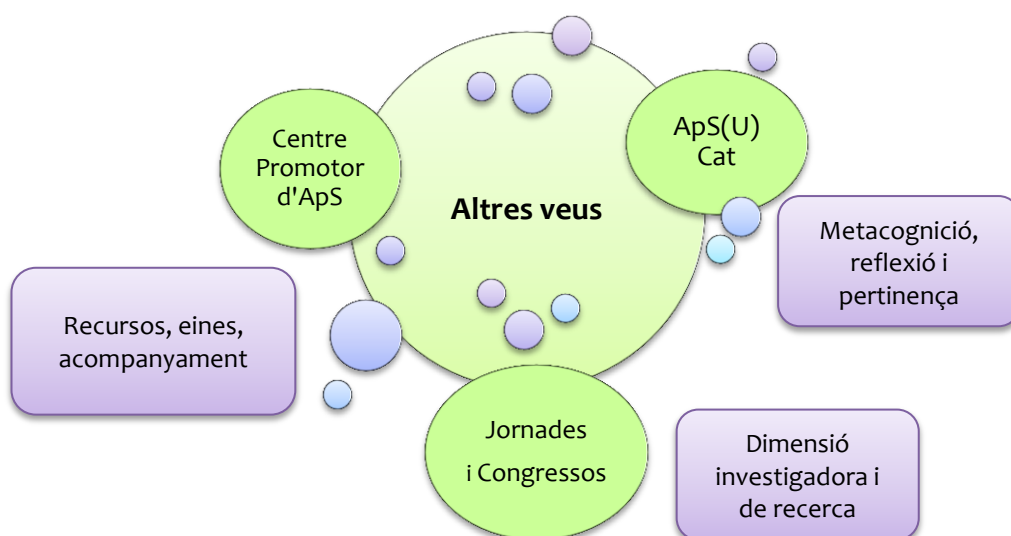 Centre
Promotor
d'ApS
ApS(U)
Cat
Altres veus
Metacognició,
reflexió i
pertinença
Recursos, eines,
acompanyament
Jornades
i Congressos
Dimensió
investigadora i
de recerca